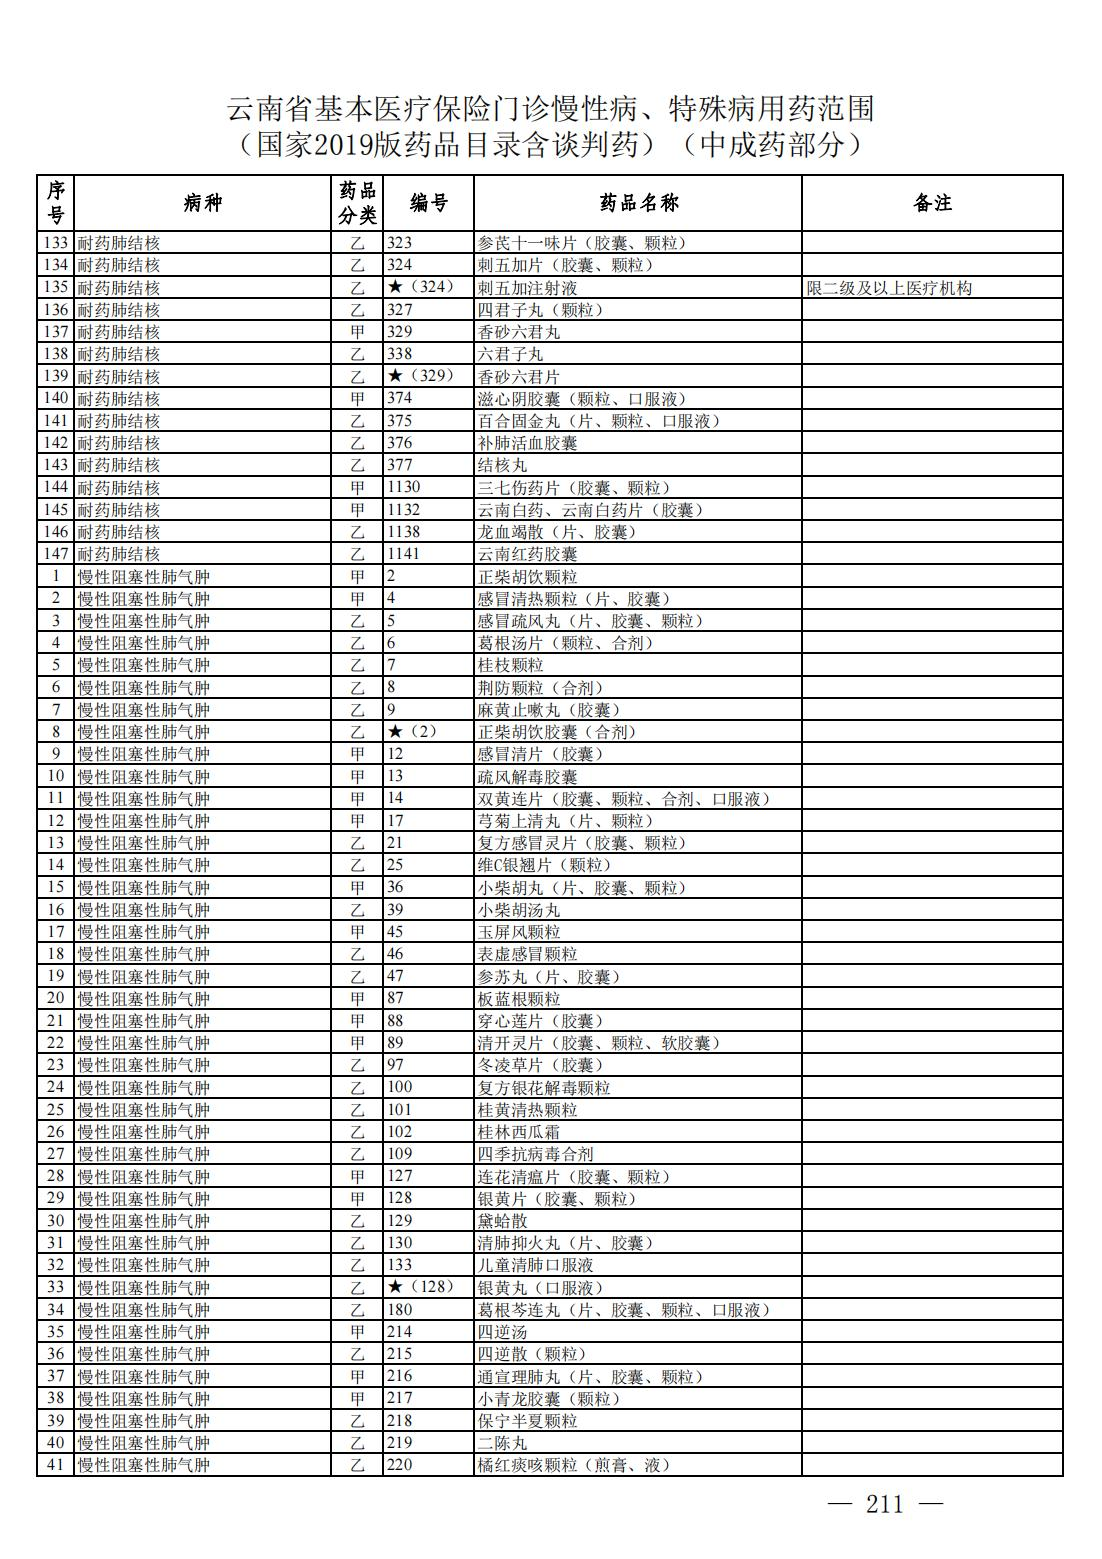 云南省基本医疗保险门诊慢性病、特殊病用药范围
（国家2019版药品目录含谈判药）（中成药部分）
序号 病种 药品分类 编号 药品名称 备注
133 耐药肺结核 乙 323 参芪十一味片（胶囊、颗粒）
134 耐药肺结核 乙 324 刺五加片（胶囊、颗粒）
135 耐药肺结核 乙 ★（324） 刺五加注射液 限二级及以上医疗机构
136 耐药肺结核 乙 327 四君子丸（颗粒）
137 耐药肺结核 甲 329 香砂六君丸
138 耐药肺结核 乙 338 六君子丸
139 耐药肺结核 乙 ★（329） 香砂六君片
140 耐药肺结核 甲 374 滋心阴胶囊（颗粒、口服液）
141 耐药肺结核 乙 375 百合固金丸（片、颗粒、口服液）
142 耐药肺结核 乙 376 补肺活血胶囊
143 耐药肺结核 乙 377 结核丸
144 耐药肺结核 甲 1130 三七伤药片（胶囊、颗粒）
145 耐药肺结核 甲 1132 云南白药、云南白药片（胶囊）
146 耐药肺结核 乙 1138 龙血竭散（片、胶囊）
147 耐药肺结核 乙 1141 云南红药胶囊
1 慢性阻塞性肺气肿 甲 2 正柴胡饮颗粒
2 慢性阻塞性肺气肿 甲 4 感冒清热颗粒（片、胶囊）
3 慢性阻塞性肺气肿 乙 5 感冒疏风丸（片、胶囊、颗粒）
4 慢性阻塞性肺气肿 乙 6 葛根汤片（颗粒、合剂）
5 慢性阻塞性肺气肿 乙 7 桂枝颗粒
6 慢性阻塞性肺气肿 乙 8 荆防颗粒（合剂）
7 慢性阻塞性肺气肿 乙 9 麻黄止嗽丸（胶囊）
8 慢性阻塞性肺气肿 乙 ★（2） 正柴胡饮胶囊（合剂）
9 慢性阻塞性肺气肿 甲 12 感冒清片（胶囊）
10 慢性阻塞性肺气肿 甲 13 疏风解毒胶囊
11 慢性阻塞性肺气肿 甲 14 双黄连片（胶囊、颗粒、合剂、口服液）
12 慢性阻塞性肺气肿 甲 17 芎菊上清丸（片、颗粒）
13 慢性阻塞性肺气肿 乙 21 复方感冒灵片（胶囊、颗粒）
14 慢性阻塞性肺气肿 乙 25 维C银翘片（颗粒）
15 慢性阻塞性肺气肿 甲 36 小柴胡丸（片、胶囊、颗粒）
16 慢性阻塞性肺气肿 乙 39 小柴胡汤丸
17 慢性阻塞性肺气肿 甲 45 玉屏风颗粒
18 慢性阻塞性肺气肿 乙 46 表虚感冒颗粒
19 慢性阻塞性肺气肿 乙 47 参苏丸（片、胶囊）
20 慢性阻塞性肺气肿 甲 87 板蓝根颗粒
21 慢性阻塞性肺气肿 甲 88 穿心莲片（胶囊）
22 慢性阻塞性肺气肿 甲 89 清开灵片（胶囊、颗粒、软胶囊）
23 慢性阻塞性肺气肿 乙 97 冬凌草片（胶囊）
24 慢性阻塞性肺气肿 乙 100 复方银花解毒颗粒
25 慢性阻塞性肺气肿 乙 101 桂黄清热颗粒
26 慢性阻塞性肺气肿 乙 102 桂林西瓜霜
27 慢性阻塞性肺气肿 乙 109 四季抗病毒合剂
28 慢性阻塞性肺气肿 甲 127 连花清瘟片（胶囊、颗粒）
29 慢性阻塞性肺气肿 甲 128 银黄片（胶囊、颗粒）
30 慢性阻塞性肺气肿 乙 129 黛蛤散
31 慢性阻塞性肺气肿 乙 130 清肺抑火丸（片、胶囊）
32 慢性阻塞性肺气肿 乙 133 儿童清肺口服液
33 慢性阻塞性肺气肿 乙 ★（128） 银黄丸（口服液）
34 慢性阻塞性肺气肿 乙 180 葛根芩连丸（片、胶囊、颗粒、口服液）
35 慢性阻塞性肺气肿 甲 214 四逆汤
36 慢性阻塞性肺气肿 乙 215 四逆散（颗粒）
37 慢性阻塞性肺气肿 甲 216 通宣理肺丸（片、胶囊、颗粒）
38 慢性阻塞性肺气肿 甲 217 小青龙胶囊（颗粒）
39 慢性阻塞性肺气肿 乙 218 保宁半夏颗粒
40 慢性阻塞性肺气肿 乙 219 二陈丸
41 慢性阻塞性肺气肿 乙 220 橘红痰咳颗粒（煎膏、液）
— 211 —